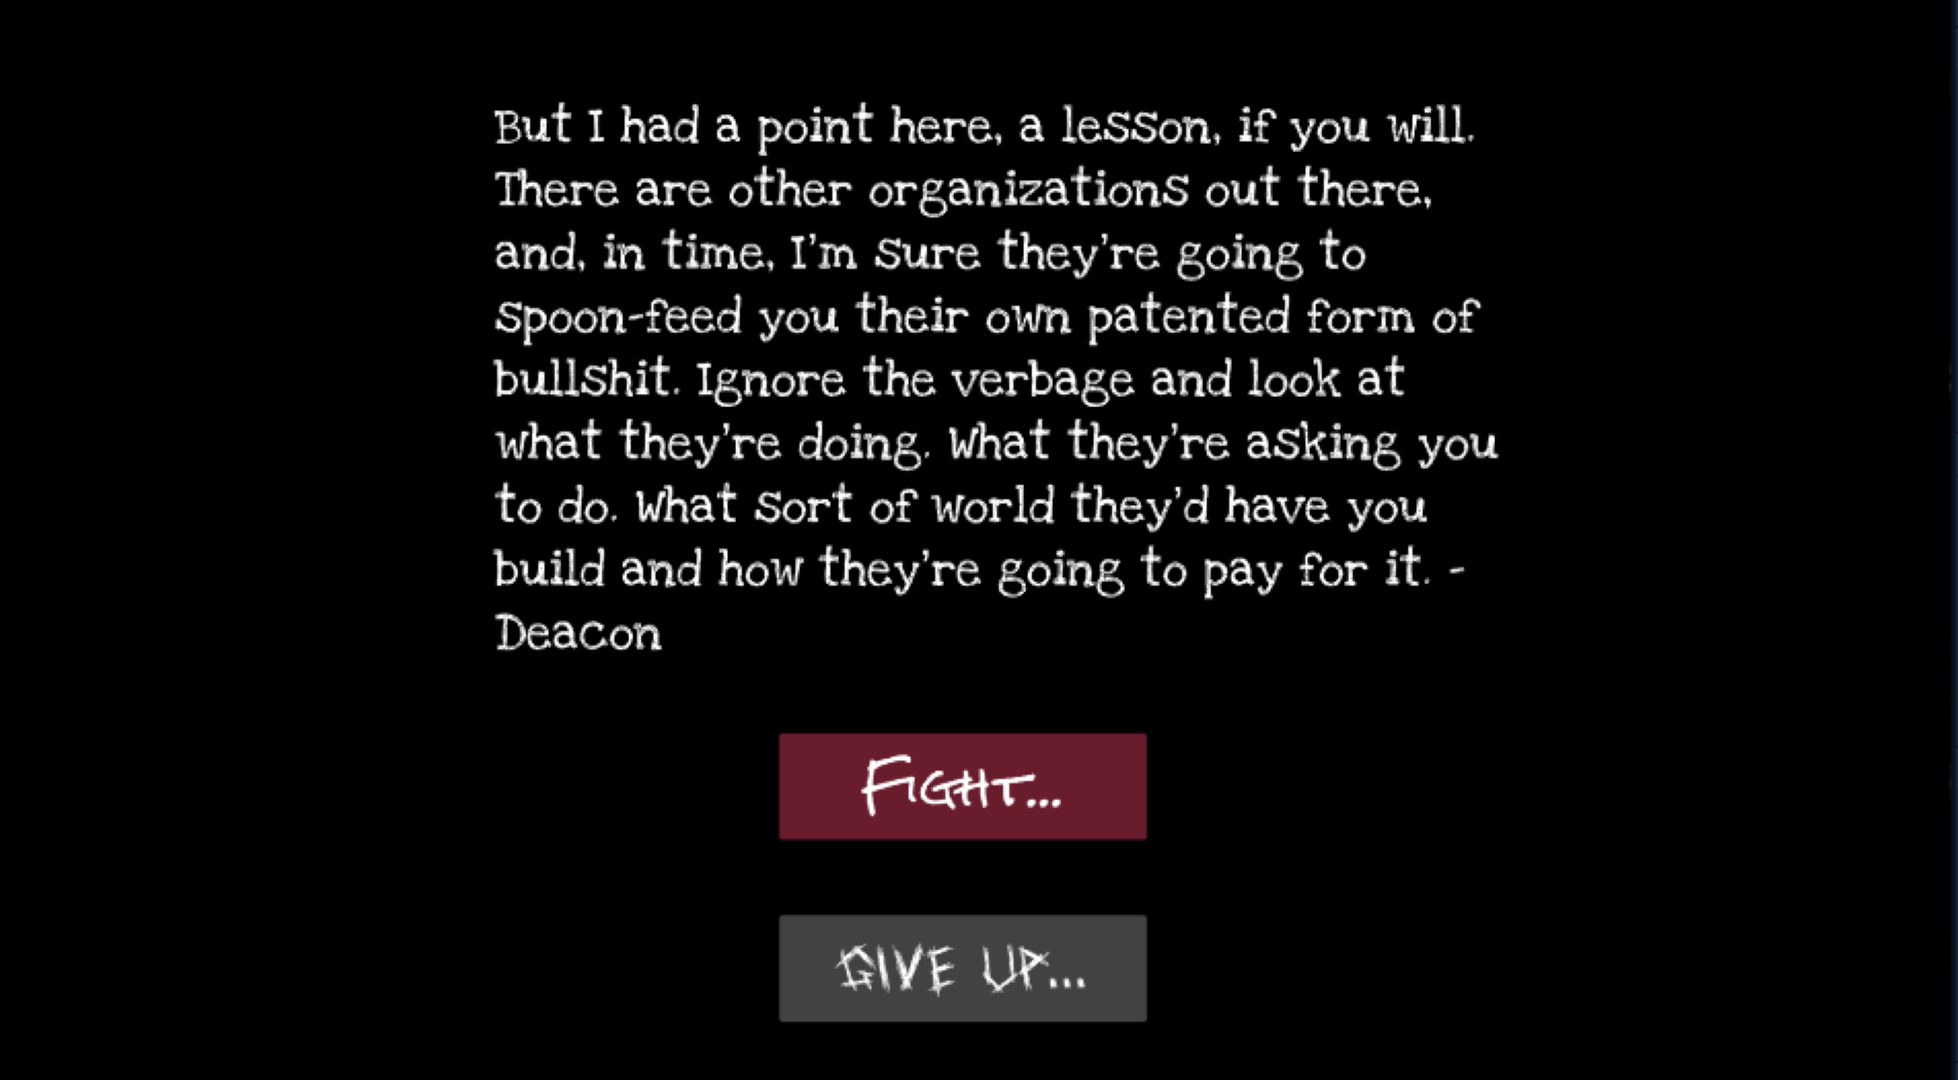 But I had a point here, a lesson, if you will.
There are other organizations out there,
and, in time, I'm sure they're going to
spoon-feed you their own patented form of
bullshit. Ignore the verbage and look at
what they're doing. What they're asking you
to do. What sort of world they'd have you
build and how they're going to pay for it. -
Deacon
FIGHT...
GIVE UP...